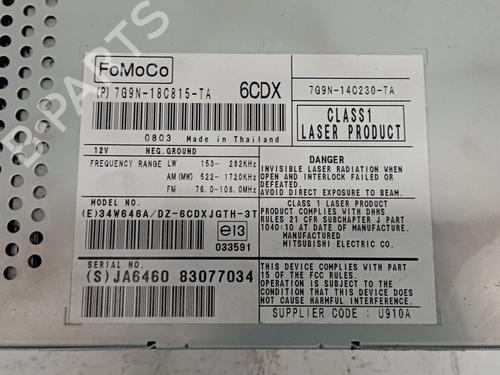 FoMoCo
(P) 7G9N-18C815-TA
6CDX
7G9N-14C230-TA
0803 Made in Thailand
CLASS1
LASER PRODUCT
12V NEG.GROUND
FREQUENCY RANGE LW 153- 282KHz
AM(MW) 522-1720KHz
FM 76.0-108.0MHz
DANGER
INVISIBLE LASER RADIATION WHEN
OPEN AND INTERLOCK FAILED OR
DEFEATED.
AVOID DIRECT EXPOSURE TO BEAM.
MODEL NO.
(E)34W646A/DZ-6CDXJGTH-3T
e13
033591
CLASS 1 LASER PRODUCT
PRODUCT COMPLIES WITH DHHS
RULES 21 CFR SUBCHAPTER J PART
1040:10 AT DATE OF MANUFACTURE.
MANUFACTURED
MITSUBISHI ELECTRIC CO.
SERIAL NO.
(S)JA6460 83077034
THIS DEVICE COMPLIES WITH PART
15 OF THE FCC RULES.
OPERATION IS SUBJECT TO THE
CONDITION THAT THIS DEVICE DOES
NOT CAUSE HARMFUL INTERFERENCE.
SUPPLIER CODE : U910A
B-PARTS